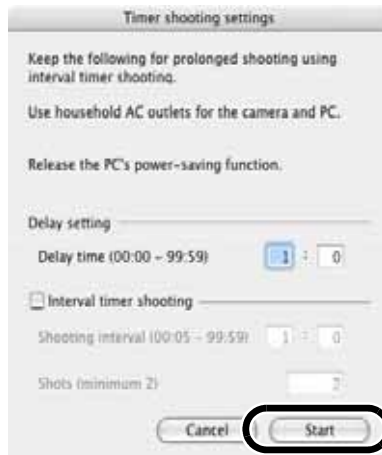 Timer shooting settings
Keep the following for prolonged shooting using
interval timer shooting.
Use household AC outlets for the camera and PC.
Release the PC's power-saving function.
Delay setting
Delay time (00:00 – 99:59) 1 : 0
Interval timer shooting
Shooting interval (00:05 – 99:59) 1 : 0
Shots (minimum 2) 2
Cancel Start